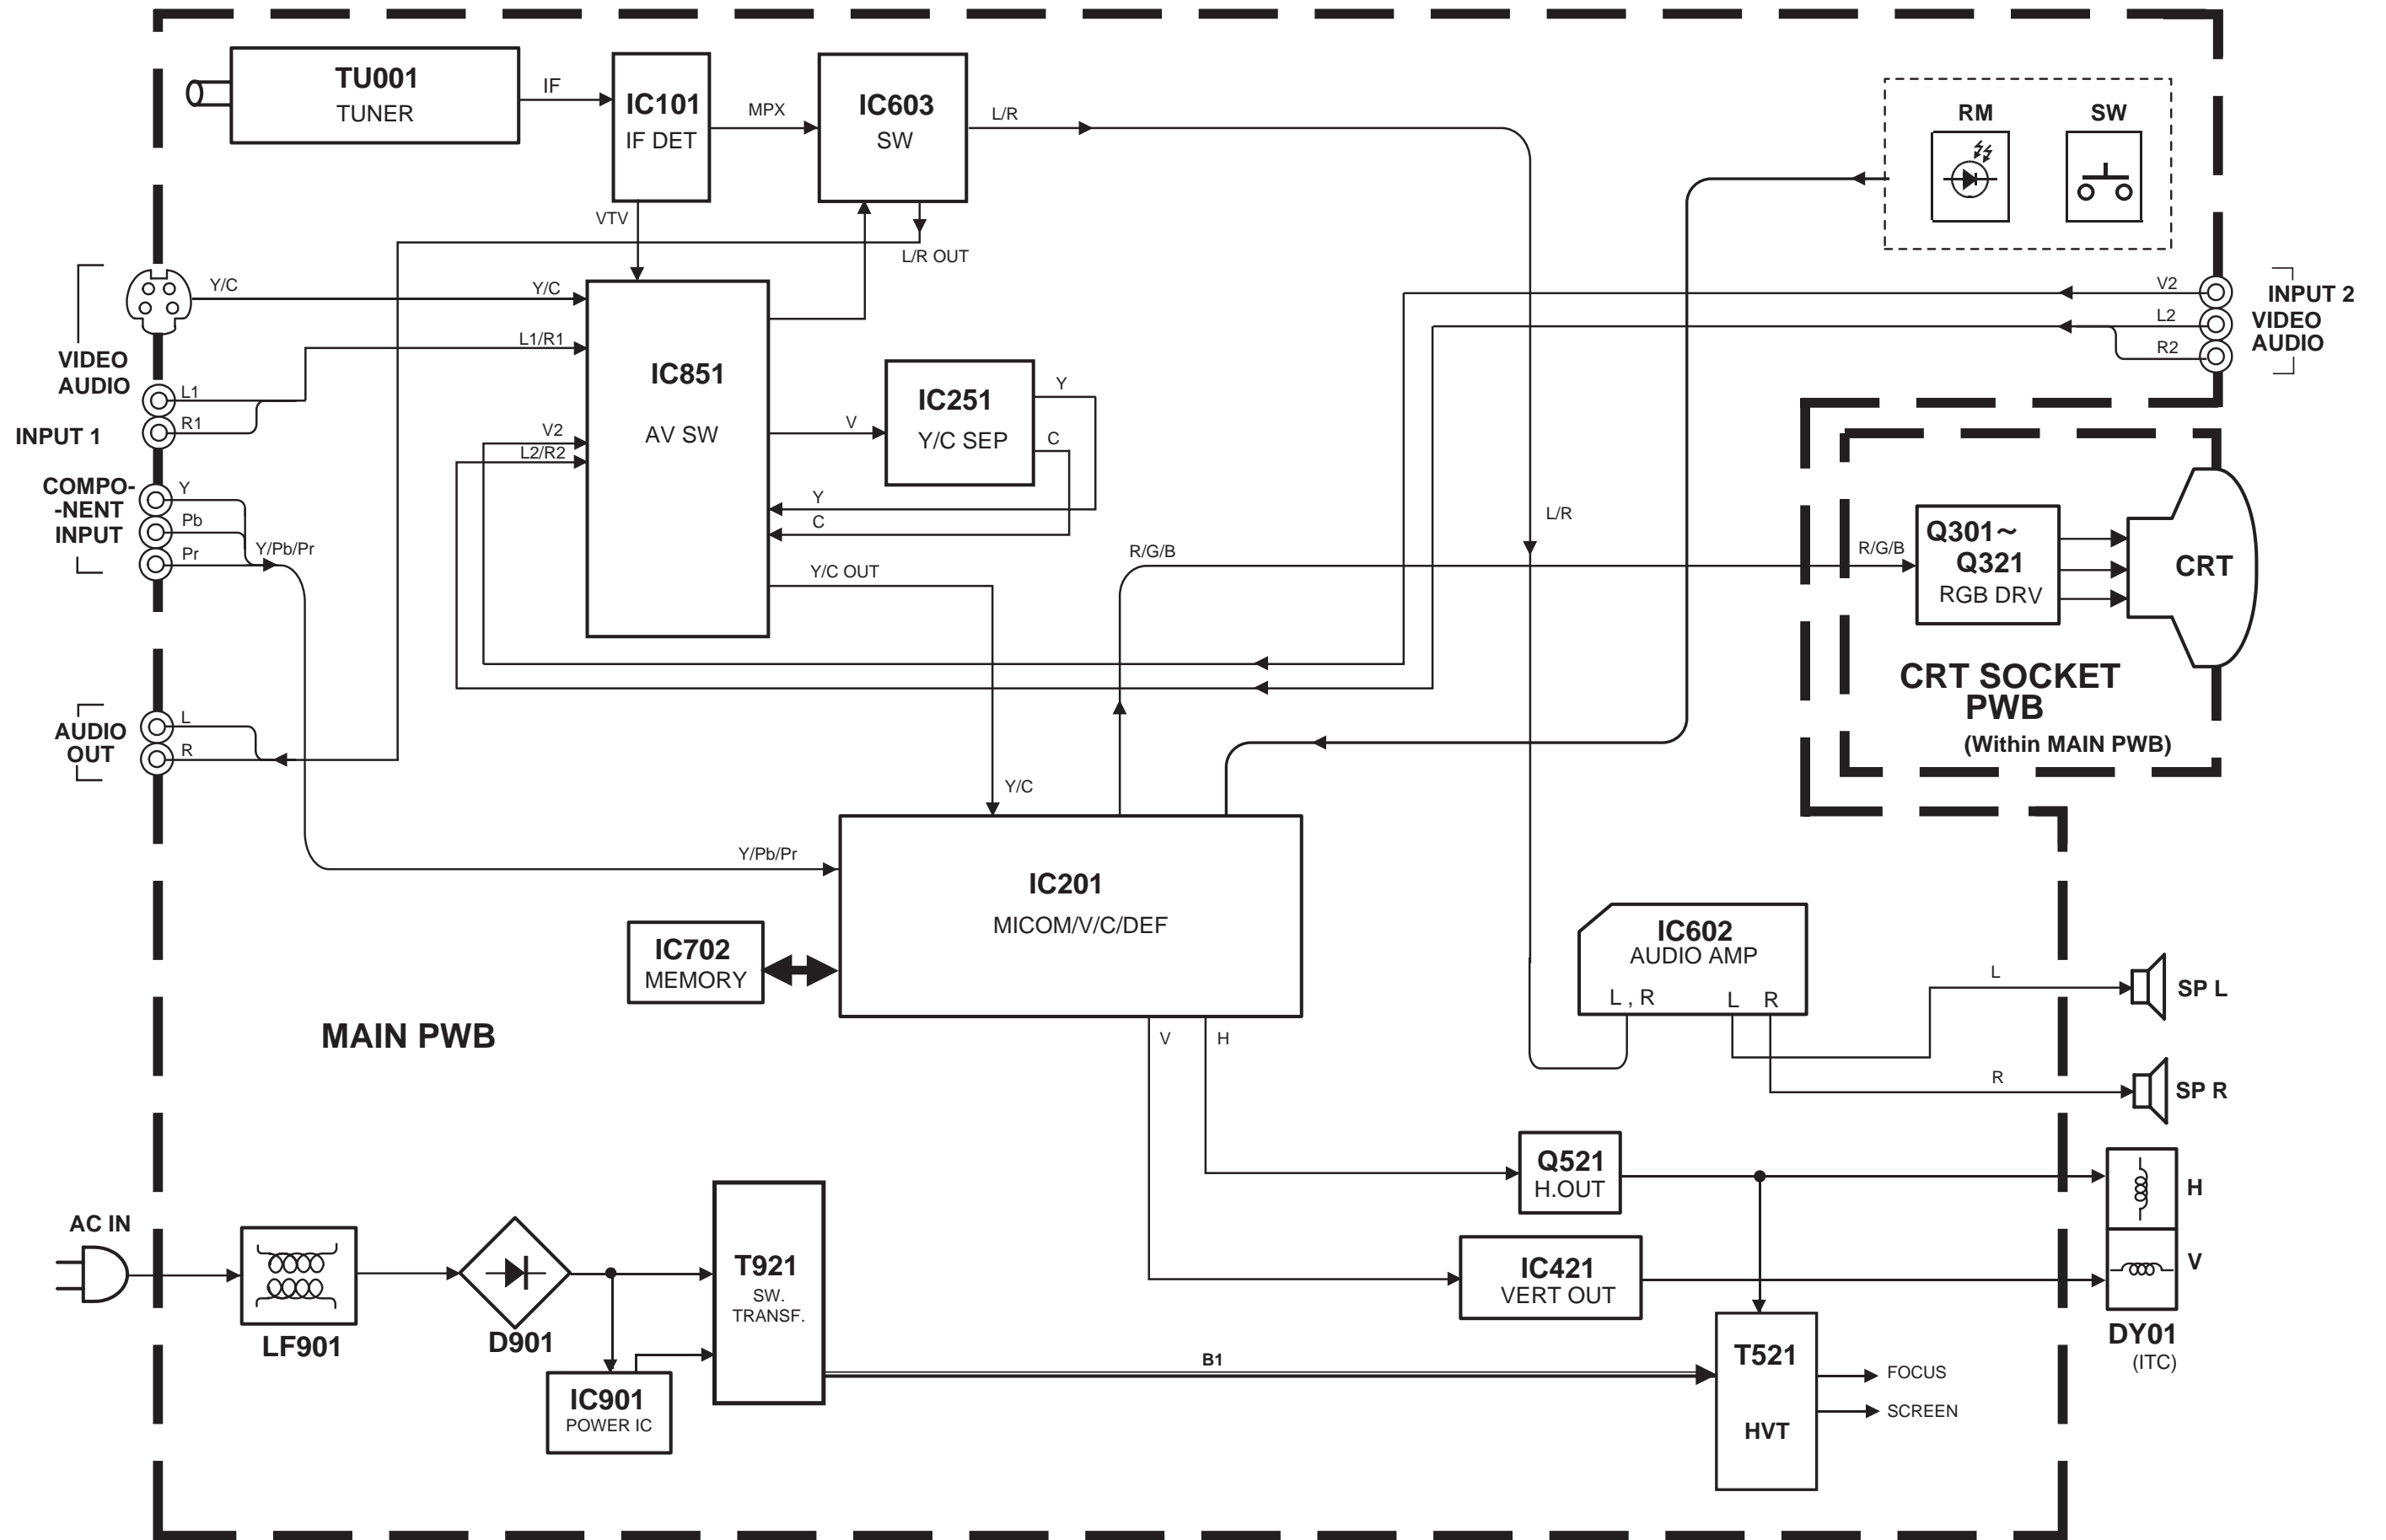 TU001
TUNER
IF
IC101
IF DET
MPX
IC603
SW
L/R
RM
SW
VTV
L/R OUT
Y/C
Y/C
L1/R1
VIDEO
AUDIO
L1
R1
INPUT 1
IC851
AV SW
V2
L2/R2
V
IC251
Y/C SEP
Y
C
Y
C
Y/C OUT
V2
L2
R2
INPUT 2
VIDEO
AUDIO
COMPO-
-NENT
INPUT
Y
Pb
Pr
Y/Pb/Pr
L/R
R/G/B
R/G/B
Q301～
Q321
RGB DRV
CRT
CRT SOCKET
PWB
(Within MAIN PWB)
AUDIO
OUT
L
R
Y/C
Y/Pb/Pr
IC201
MICOM/V/C/DEF
IC702
MEMORY
IC602
AUDIO AMP
L , R
L
R
L
SP L
R
SP R
MAIN PWB
V
H
Q521
H.OUT
IC421
VERT OUT
H
V
DY01
(ITC)
AC IN
LF901
D901
T921
SW.
TRANSF.
IC901
POWER IC
B1
T521
HVT
FOCUS
SCREEN